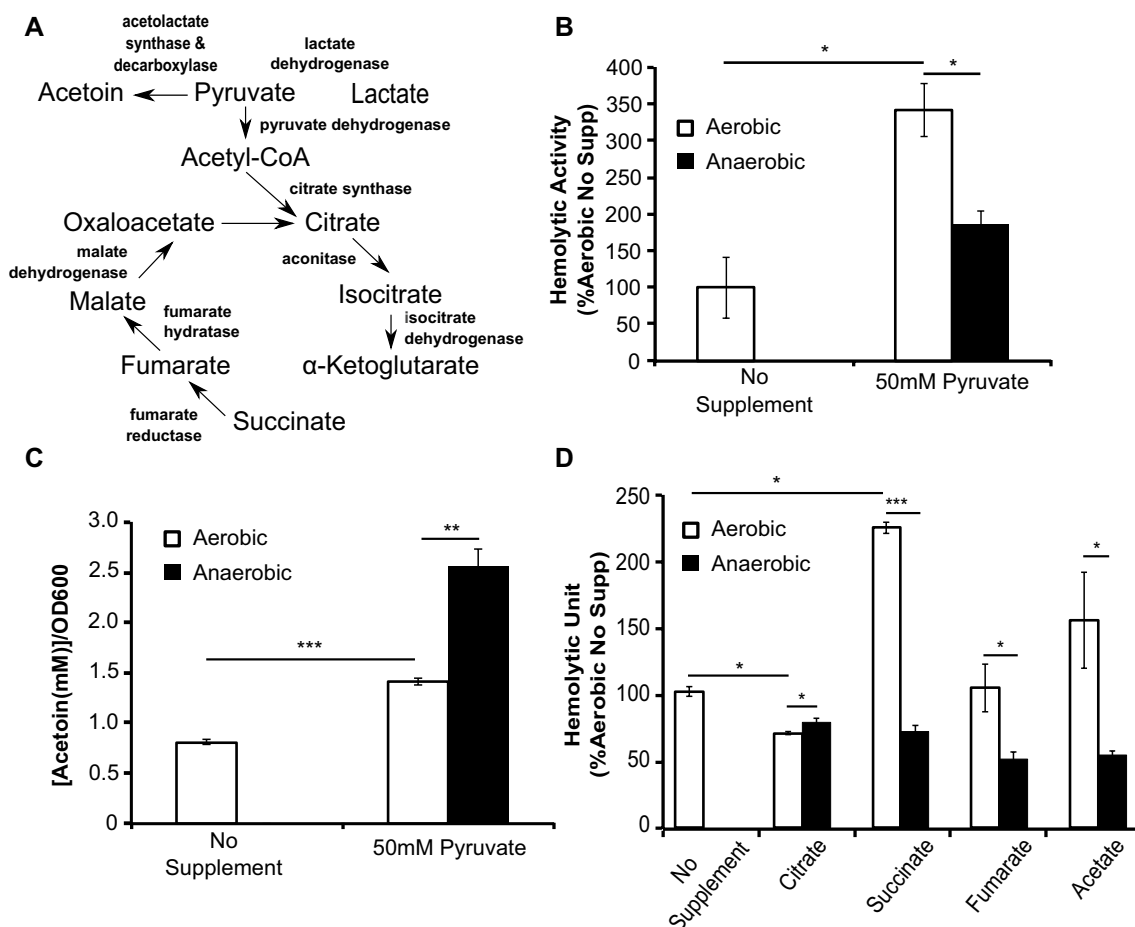 A
acetolactate
synthase &
decarboxylase
lactate
dehydrogenase
Acetoin
Pyruvate
Lactate
pyruvate dehydrogenase
Acetyl-CoA
citrate synthase
Oxaloacetate
Citrate
malate
dehydrogenase
aconitase
Malate
Isocitrate
fumarate
hydratase
isocitrate
dehydrogenase
Fumarate
α-Ketoglutarate
fumarate
reductase
Succinate
B
Hemolytic Activity
(%Aerobic No Supp)
400
350
300
250
200
150
100
50
0
Aerobic
Anaerobic
*
*
No
Supplement
50mM Pyruvate
C
[Acetoin(mM)]/OD600
3.0
2.5
2.0
1.5
1.0
0.5
0
Aerobic
Anaerobic
***
**
No
Supplement
50mM Pyruvate
D
Hemolytic Unit
(%Aerobic No Supp)
250
200
150
100
50
0
Aerobic
Anaerobic
*
***
*
*
*
*
No
Supplement
Citrate
Succinate
Fumarate
Acetate